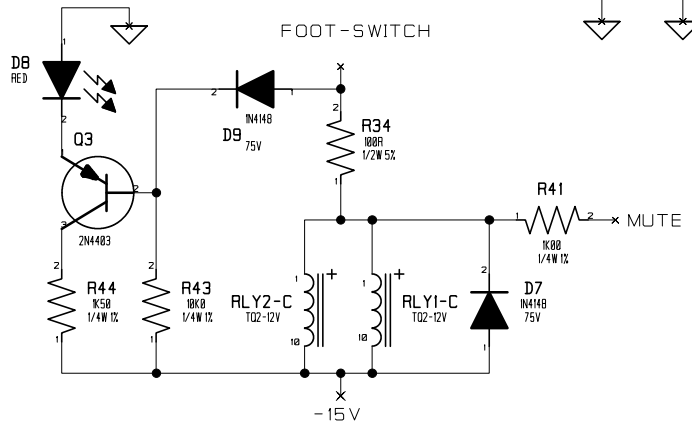 FOOT-SWITCH
1
D8
RED
2
2
1
1N4148
D9
75V
2
R34
100R
1/2W 5%
1
Q3
1
2
3
2N4403
R41
1
2
MUTE
1K00
1/4W 1%
2
R44
1K50
1/4W 1%
1
2
R43
10K0
1/4W 1%
1
1
+
RLY2-C
TQ2-12V
10
1
+
RLY1-C
TQ2-12V
10
2
D7
1N4148
75V
1
-15V